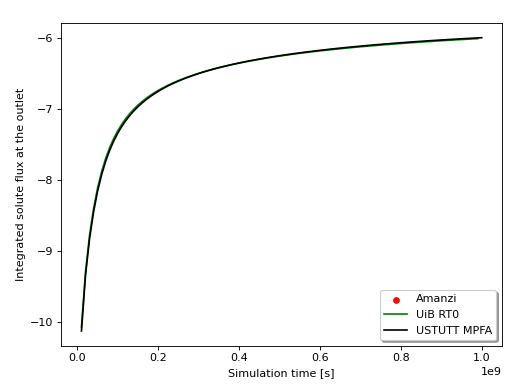 −6
−7
−8
−9
−10
Integrated solute flux at the outlet
Amanzi
UiB RT0
USTUTT MPFA
0.0 0.2 0.4 0.6 0.8 1.0
1e9
Simulation time [s]